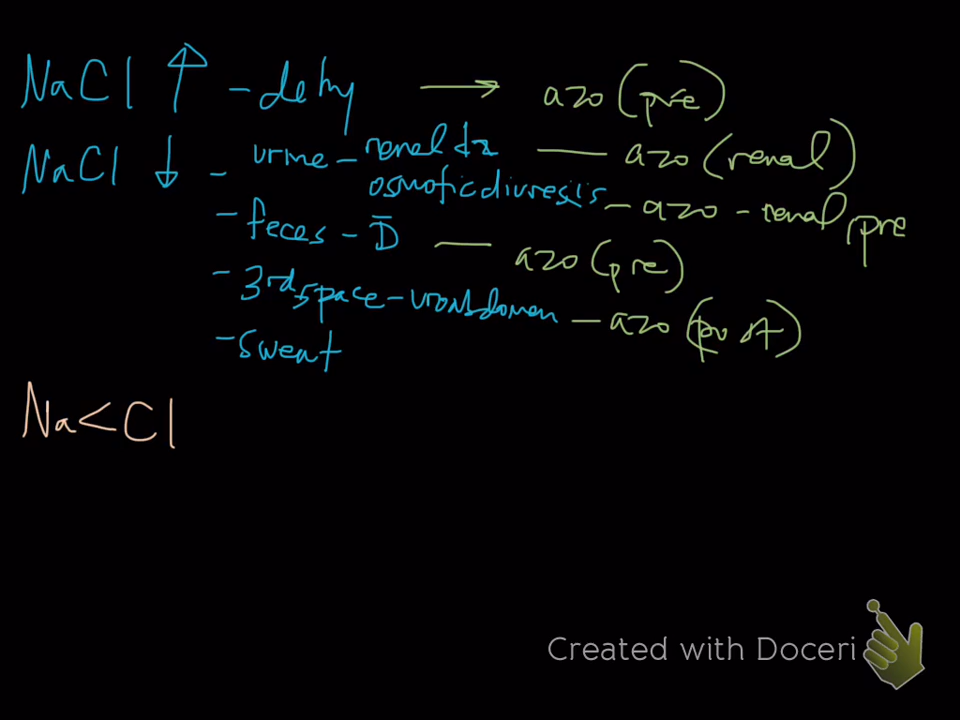 NaCl ↑ - dehy → azo (pre)
NaCl ↓ - urine - renal dz — azo (renal)
osmotic diuresis - azo - renal, pre
- feces - D — azo (pre)
- 3rd space - uroabdomen - azo (post)
- sweat
Na < Cl
Created with Doceri